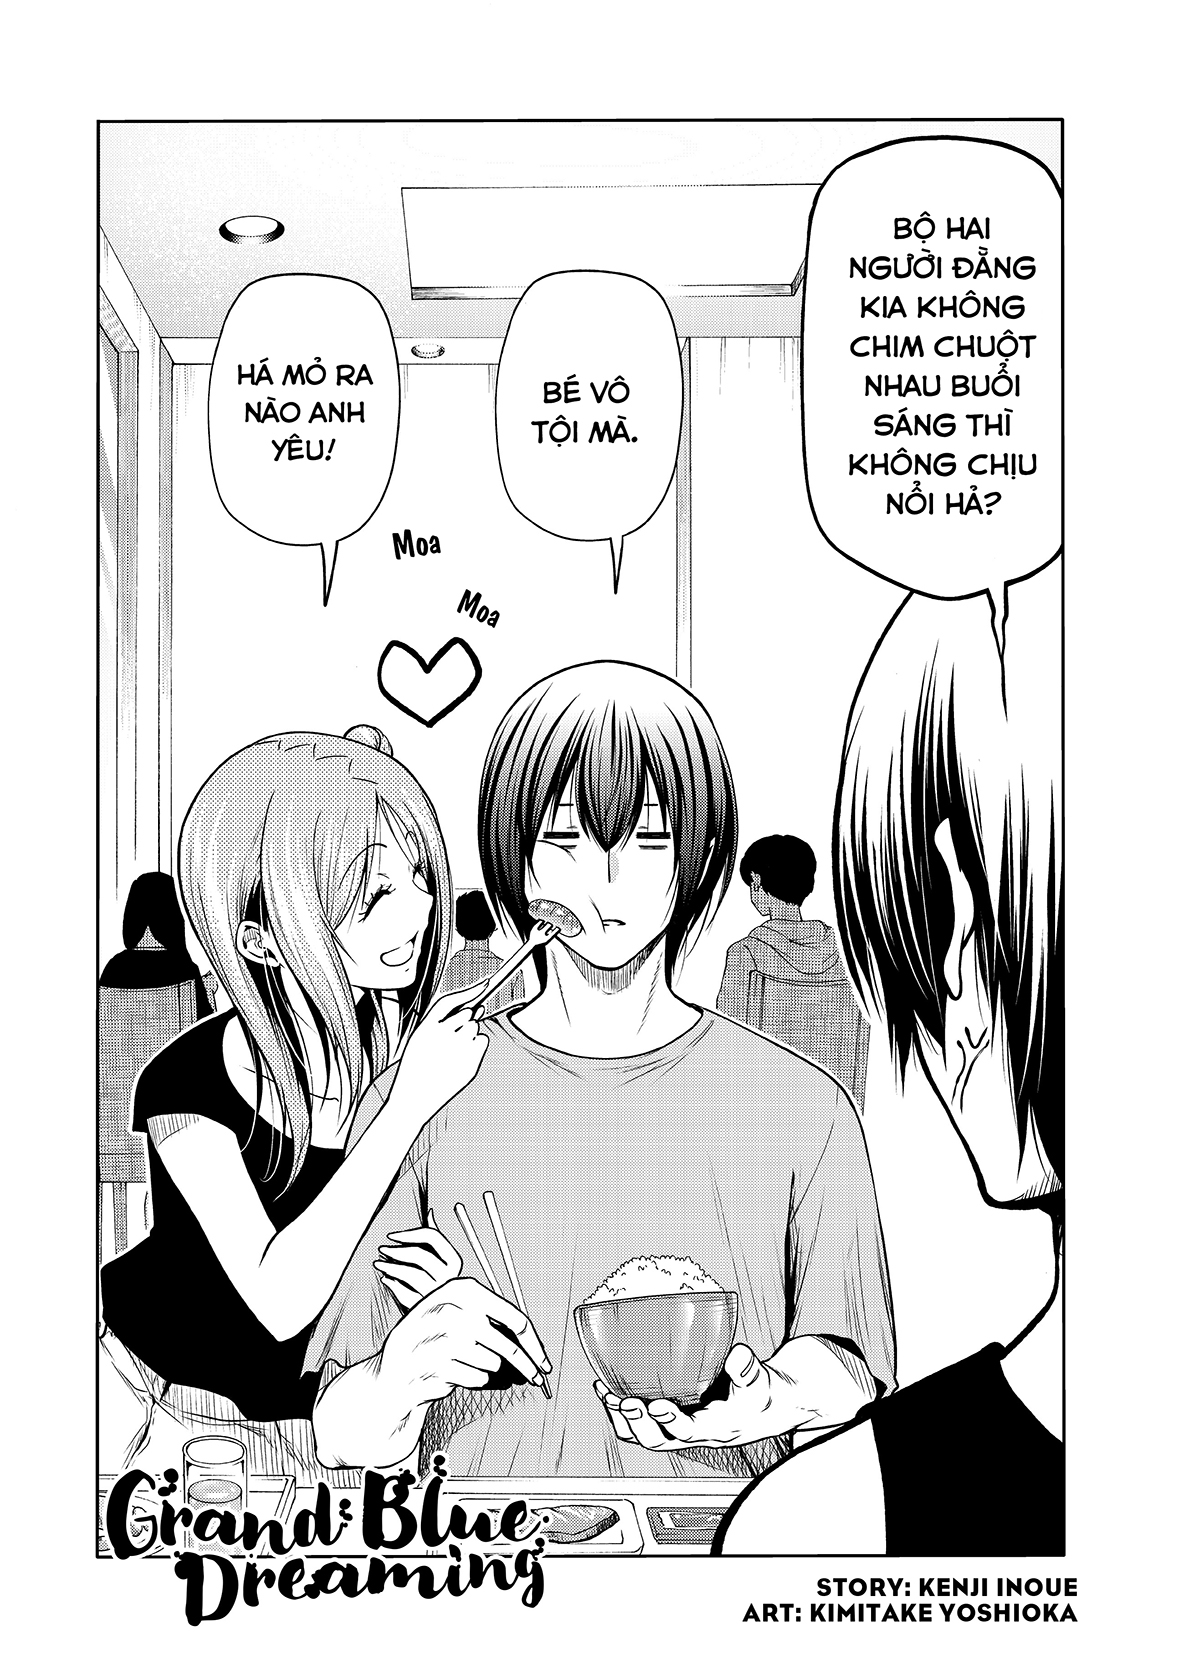 BỘ HAI
NGƯỜI ĐẰNG
KIA KHÔNG
CHIM CHUỘT
NHAU BUỔI
SÁNG THÌ
KHÔNG CHỊU
NỔI HẢ?
BÉ VÔ
TỘI MÀ.
HÁ MỎ RA
NÀO ANH
YÊU!
Moa
Moa
Grand Blue
Dreaming
STORY: KENJI INOUE
ART: KIMITAKE YOSHIOKA